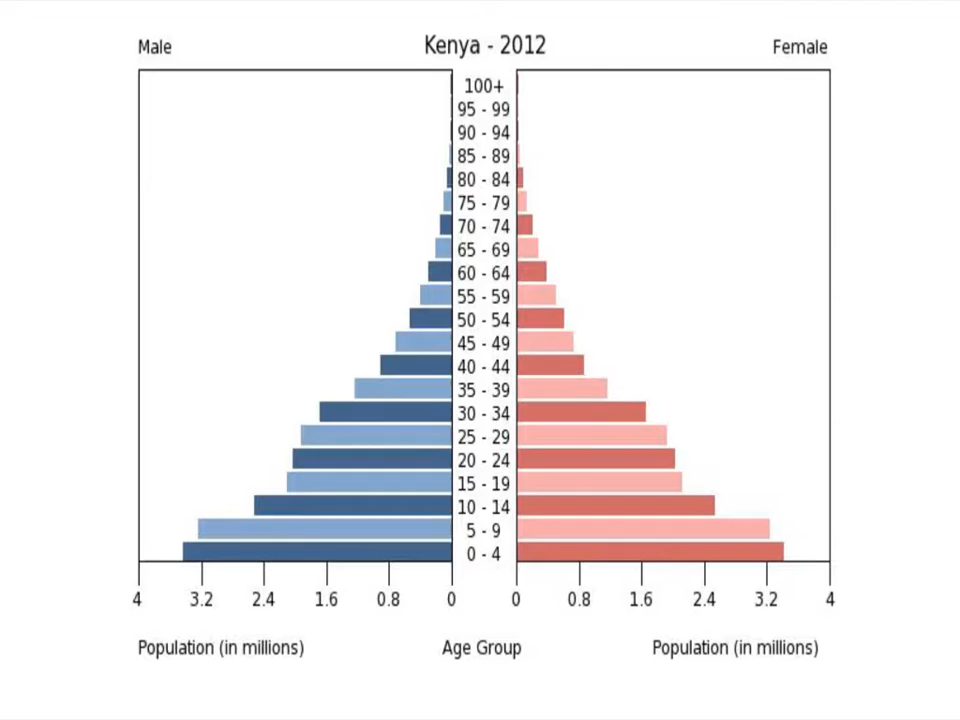 Male Kenya - 2012 Female
100+
95 - 99
90 - 94
85 - 89
80 - 84
75 - 79
70 - 74
65 - 69
60 - 64
55 - 59
50 - 54
45 - 49
40 - 44
35 - 39
30 - 34
25 - 29
20 - 24
15 - 19
10 - 14
5 - 9
0 - 4
4 3.2 2.4 1.6 0.8 0 0 0.8 1.6 2.4 3.2 4
Population (in millions) Age Group Population (in millions)